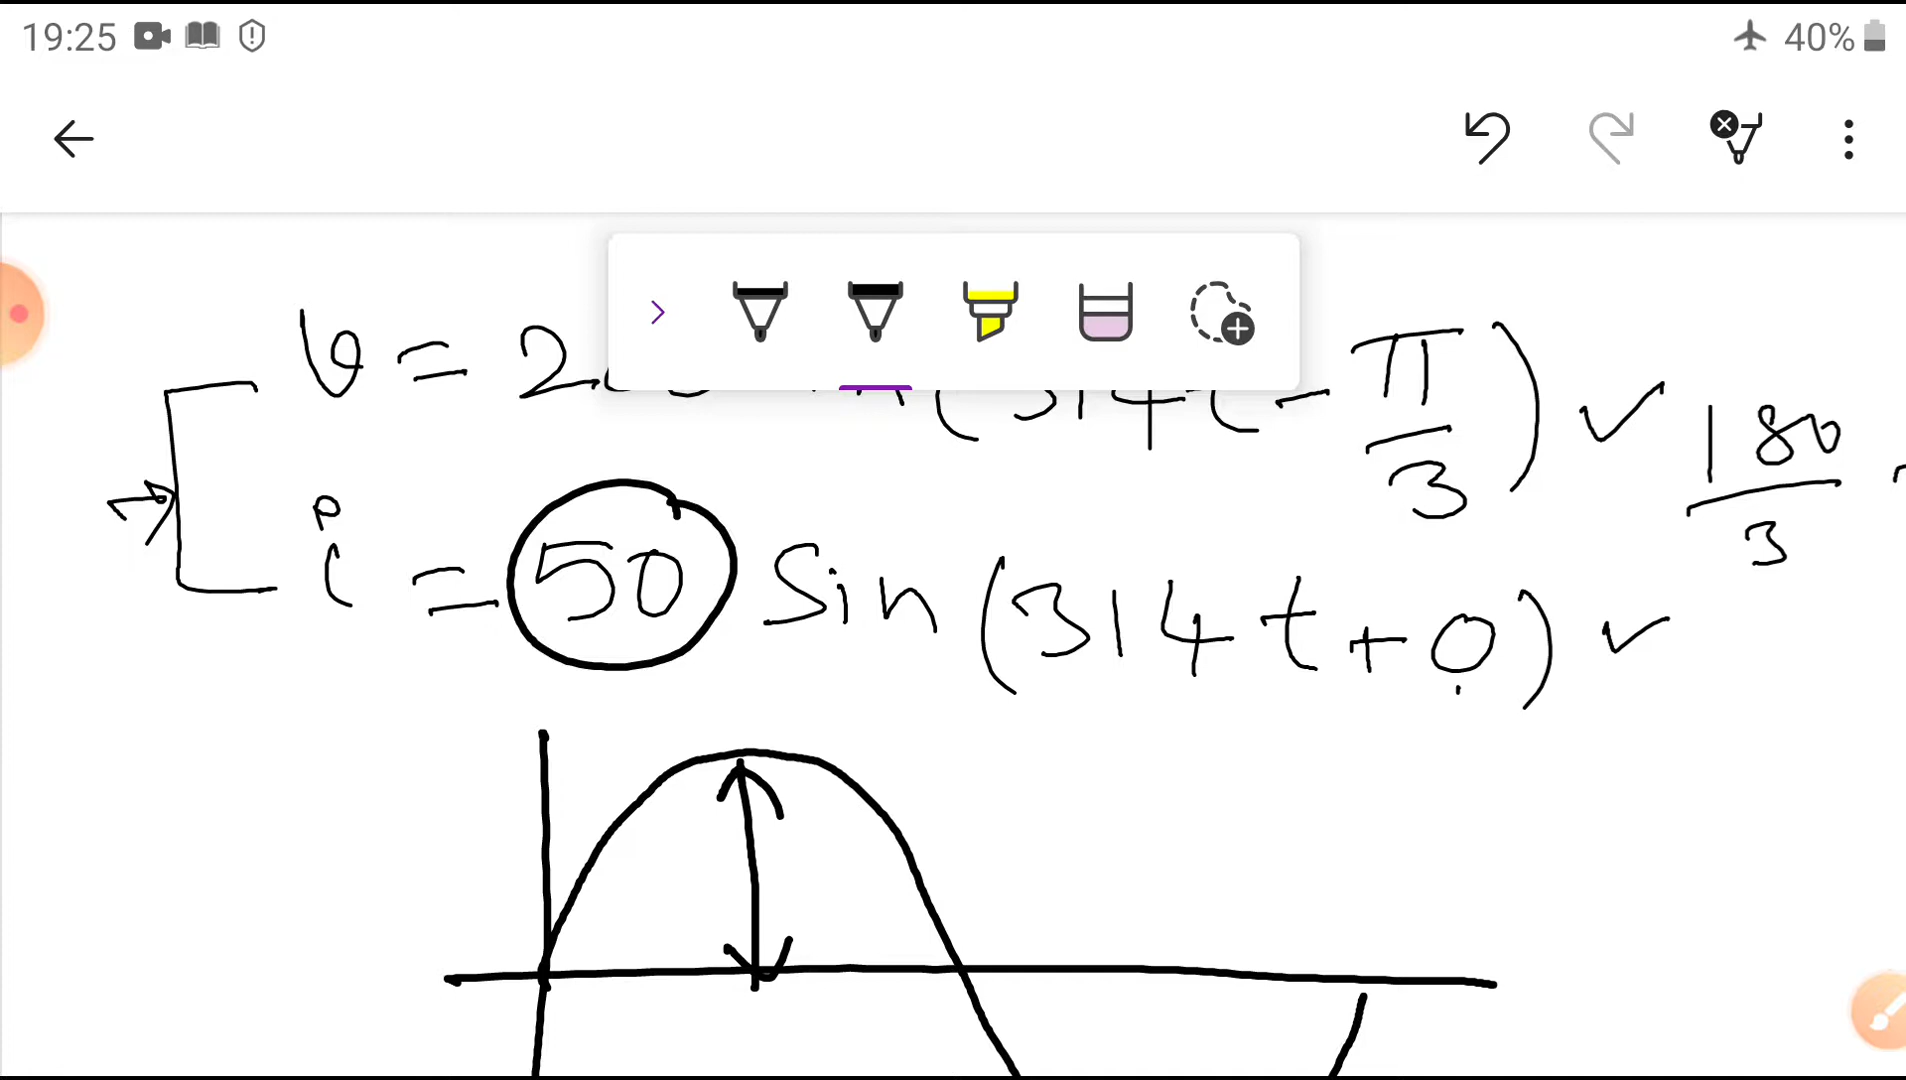 19:25 40%
v = 2 (314t - π/3) ✓ 180/3
i = 50 Sin(314t + 0) ✓